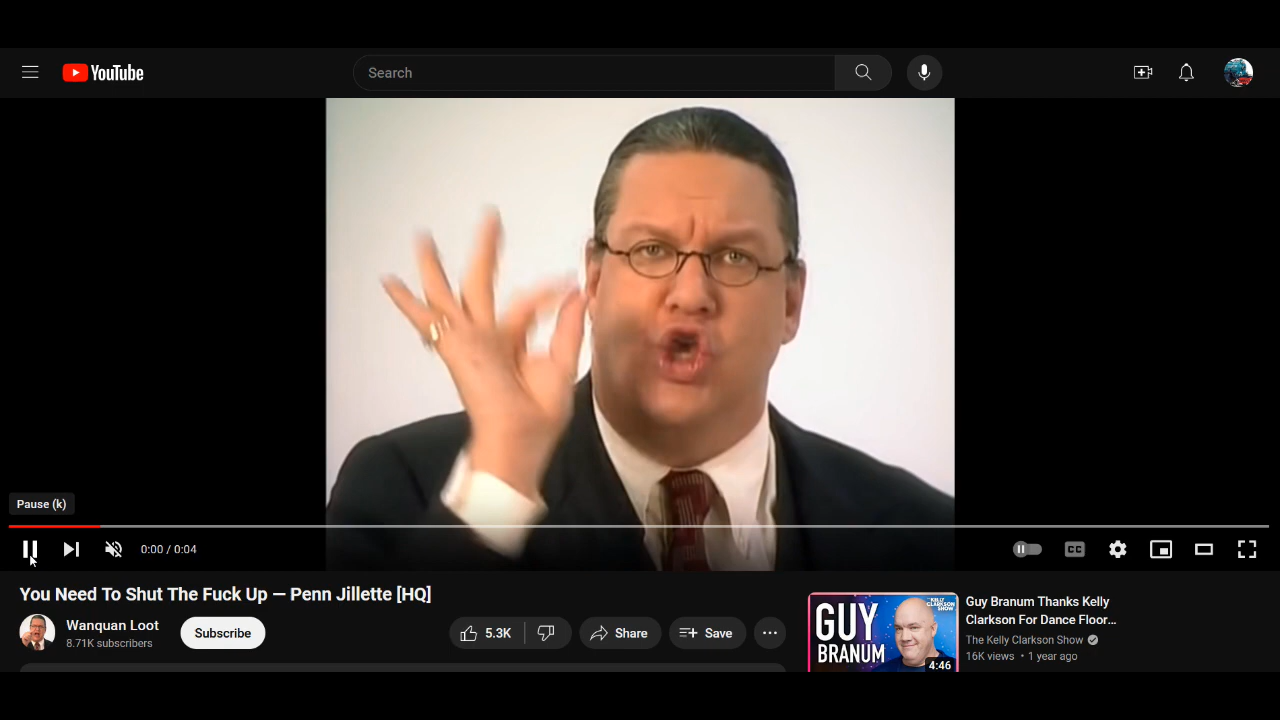 YouTube
Search
Pause (k)
0:00 / 0:04
CC
You Need To Shut The Fuck Up — Penn Jillette [HQ]
Wanquan Loot
8.71K subscribers
Subscribe
5.3K
Share
Save
GUY
BRANUM
THE KELLY
CLARKSON
SHOW
4:46
Guy Branum Thanks Kelly
Clarkson For Dance Floor...
The Kelly Clarkson Show
16K views • 1 year ago